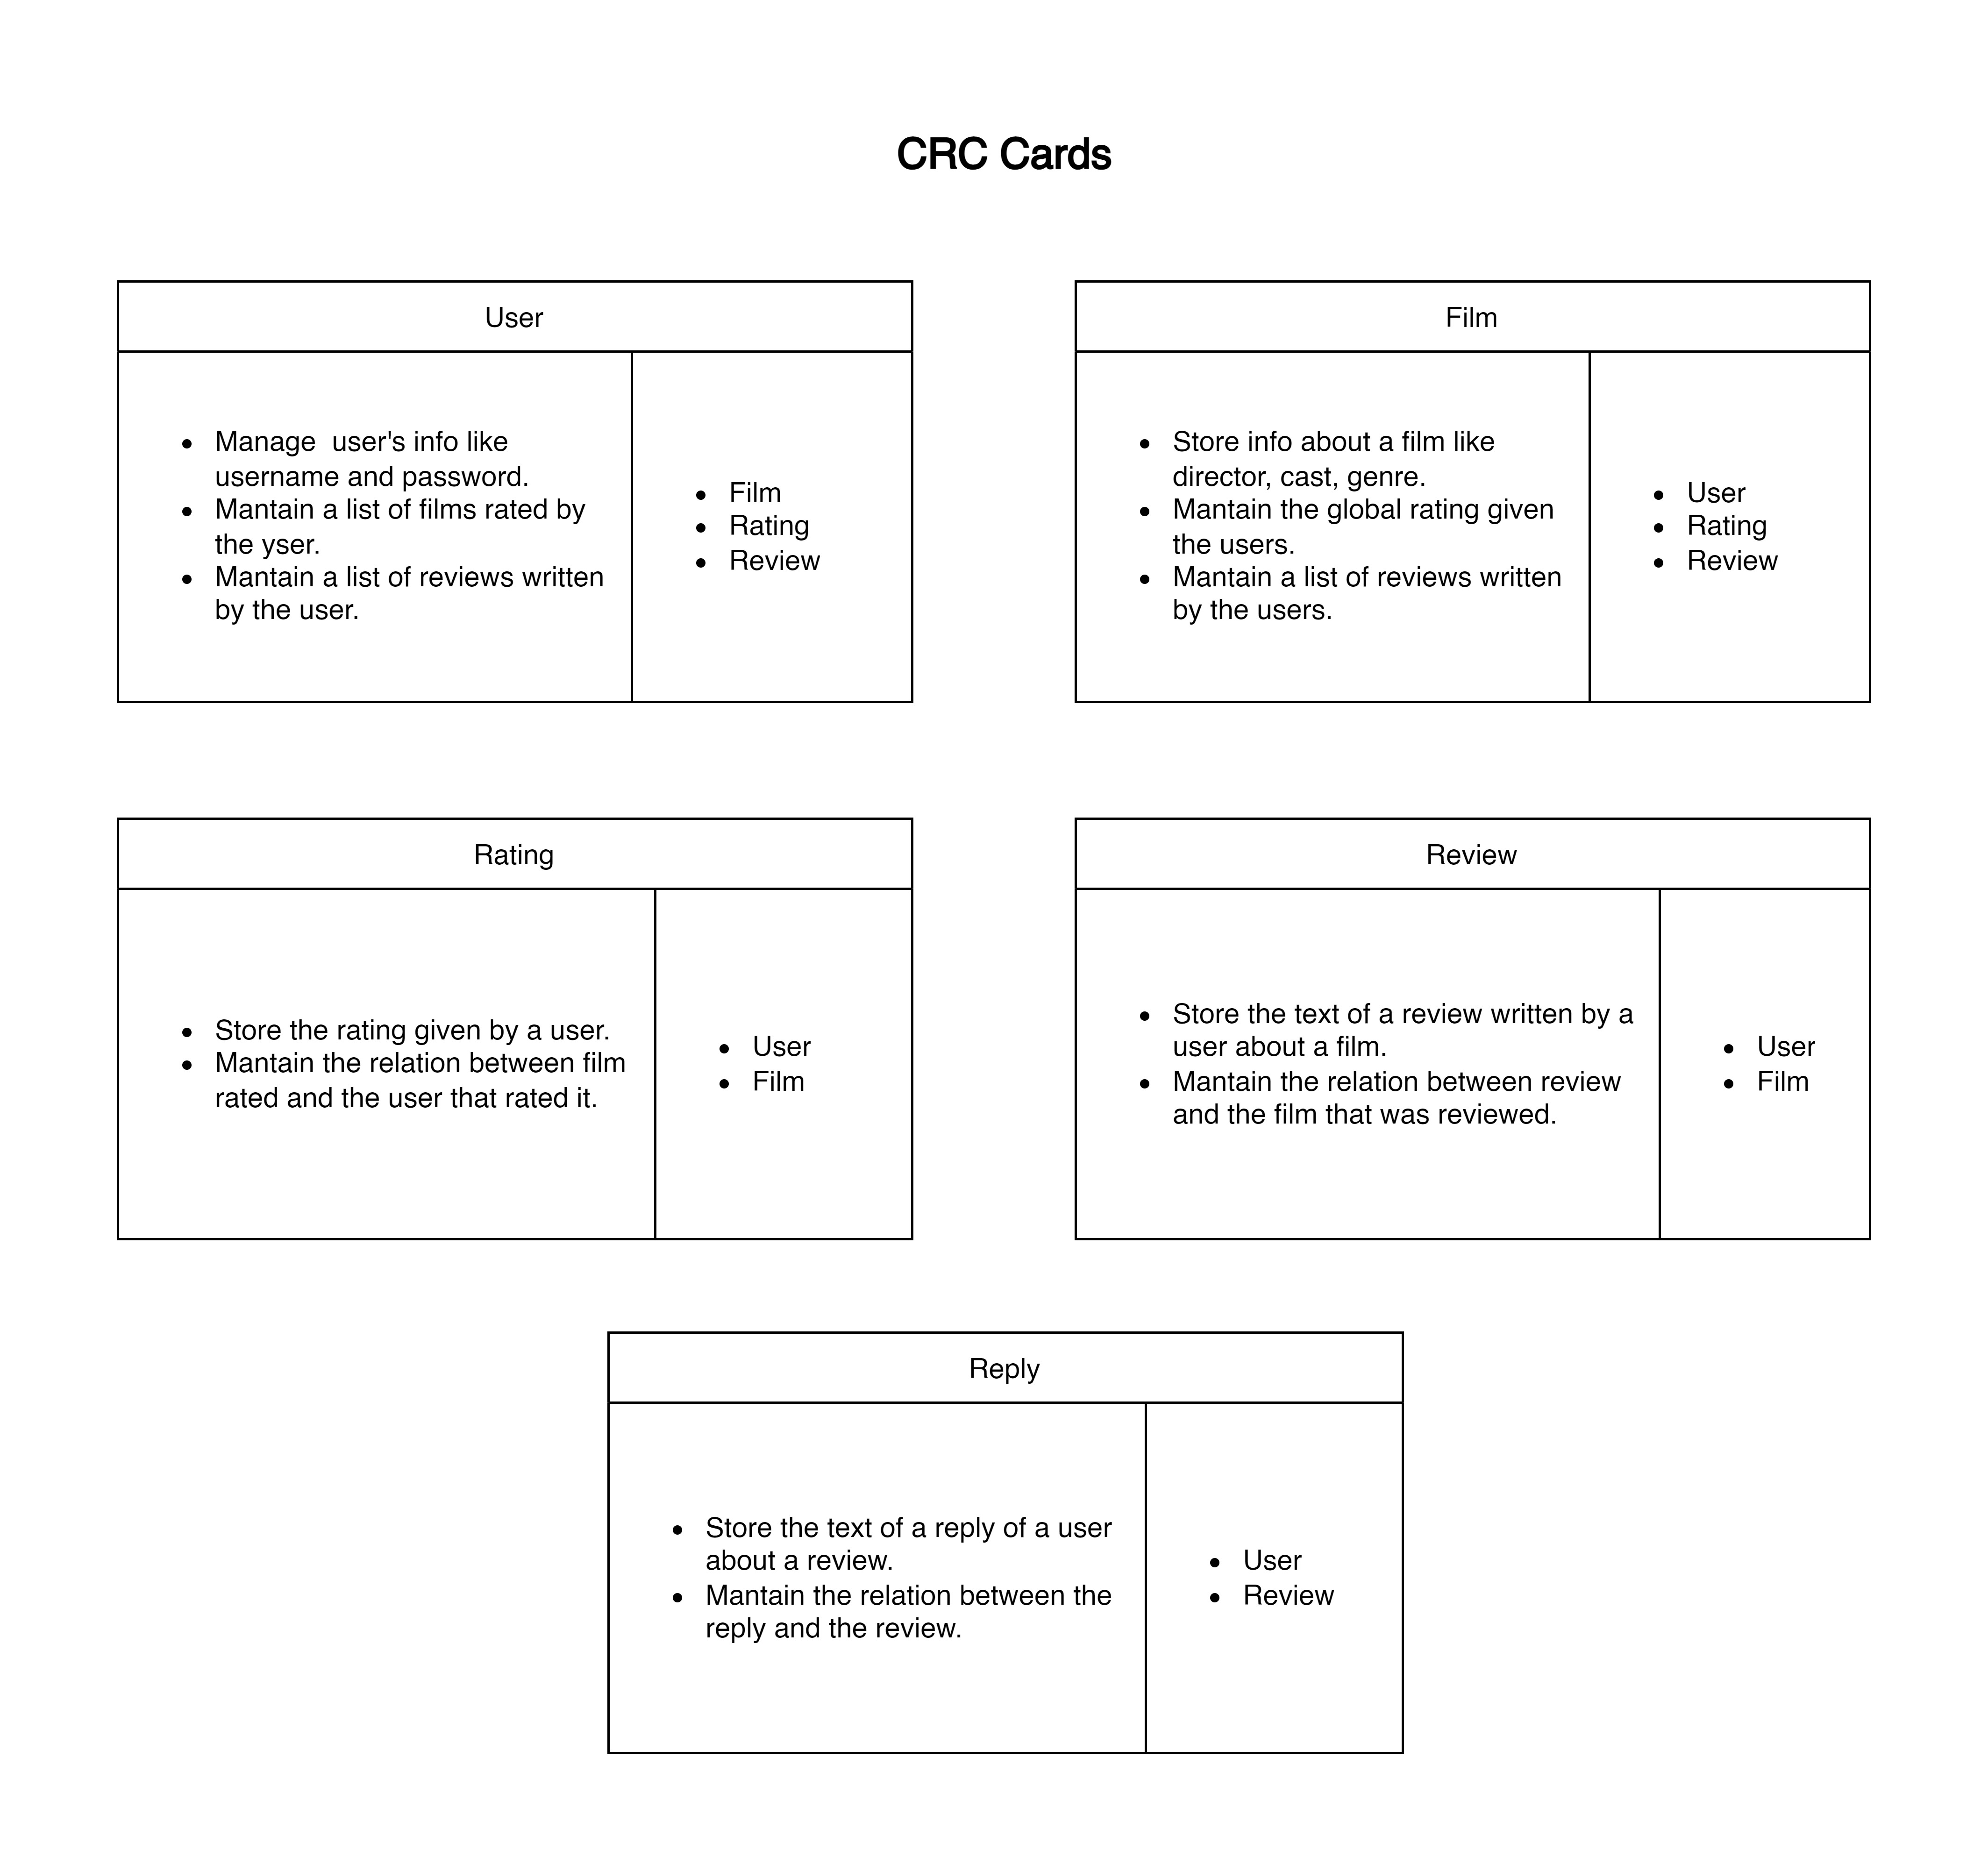 CRC Cards
User
Manage  user's info like
username and password.
Mantain a list of films rated by
the yser.
Mantain a list of reviews written
by the user.
Film
Rating
Review
Film
Store info about a film like
director, cast, genre.
Mantain the global rating given
the users.
Mantain a list of reviews written
by the users.
User
Rating
Review
Rating
Store the rating given by a user.
Mantain the relation between film
rated and the user that rated it.
User
Film
Review
Store the text of a review written by a
user about a film.
Mantain the relation between review
and the film that was reviewed.
User
Film
Reply
Store the text of a reply of a user
about a review.
Mantain the relation between the
reply and the review.
User
Review